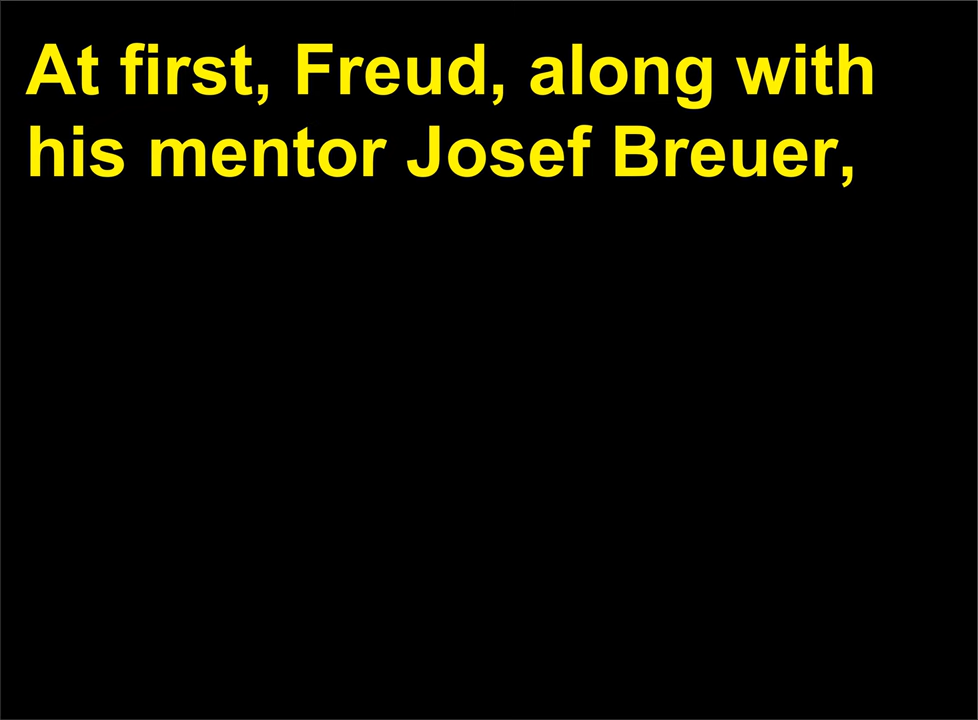 At first, Freud, along with
his mentor Josef Breuer,